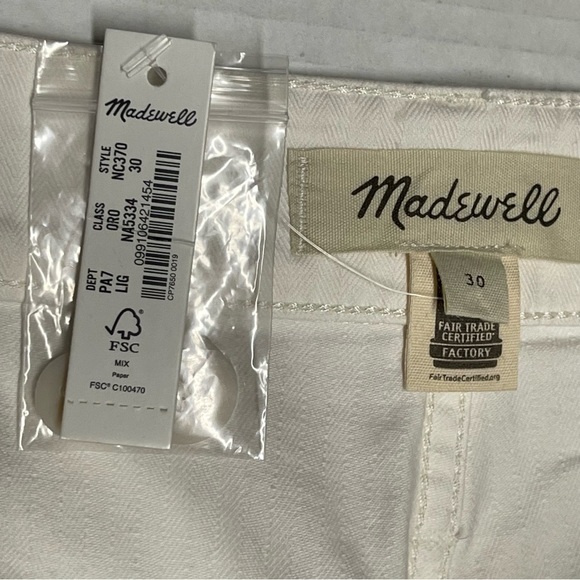 Madewell
STYLE
NC370
30
CLASS
ORO
NA5334
099106421454
DEPT
PA7
LIG
CP7650 0019
FSC
MIX
Paper
FSC® C100470
Madewell
30
FAIR TRADE
CERTIFIED
FACTORY
FairTradeCertified.org